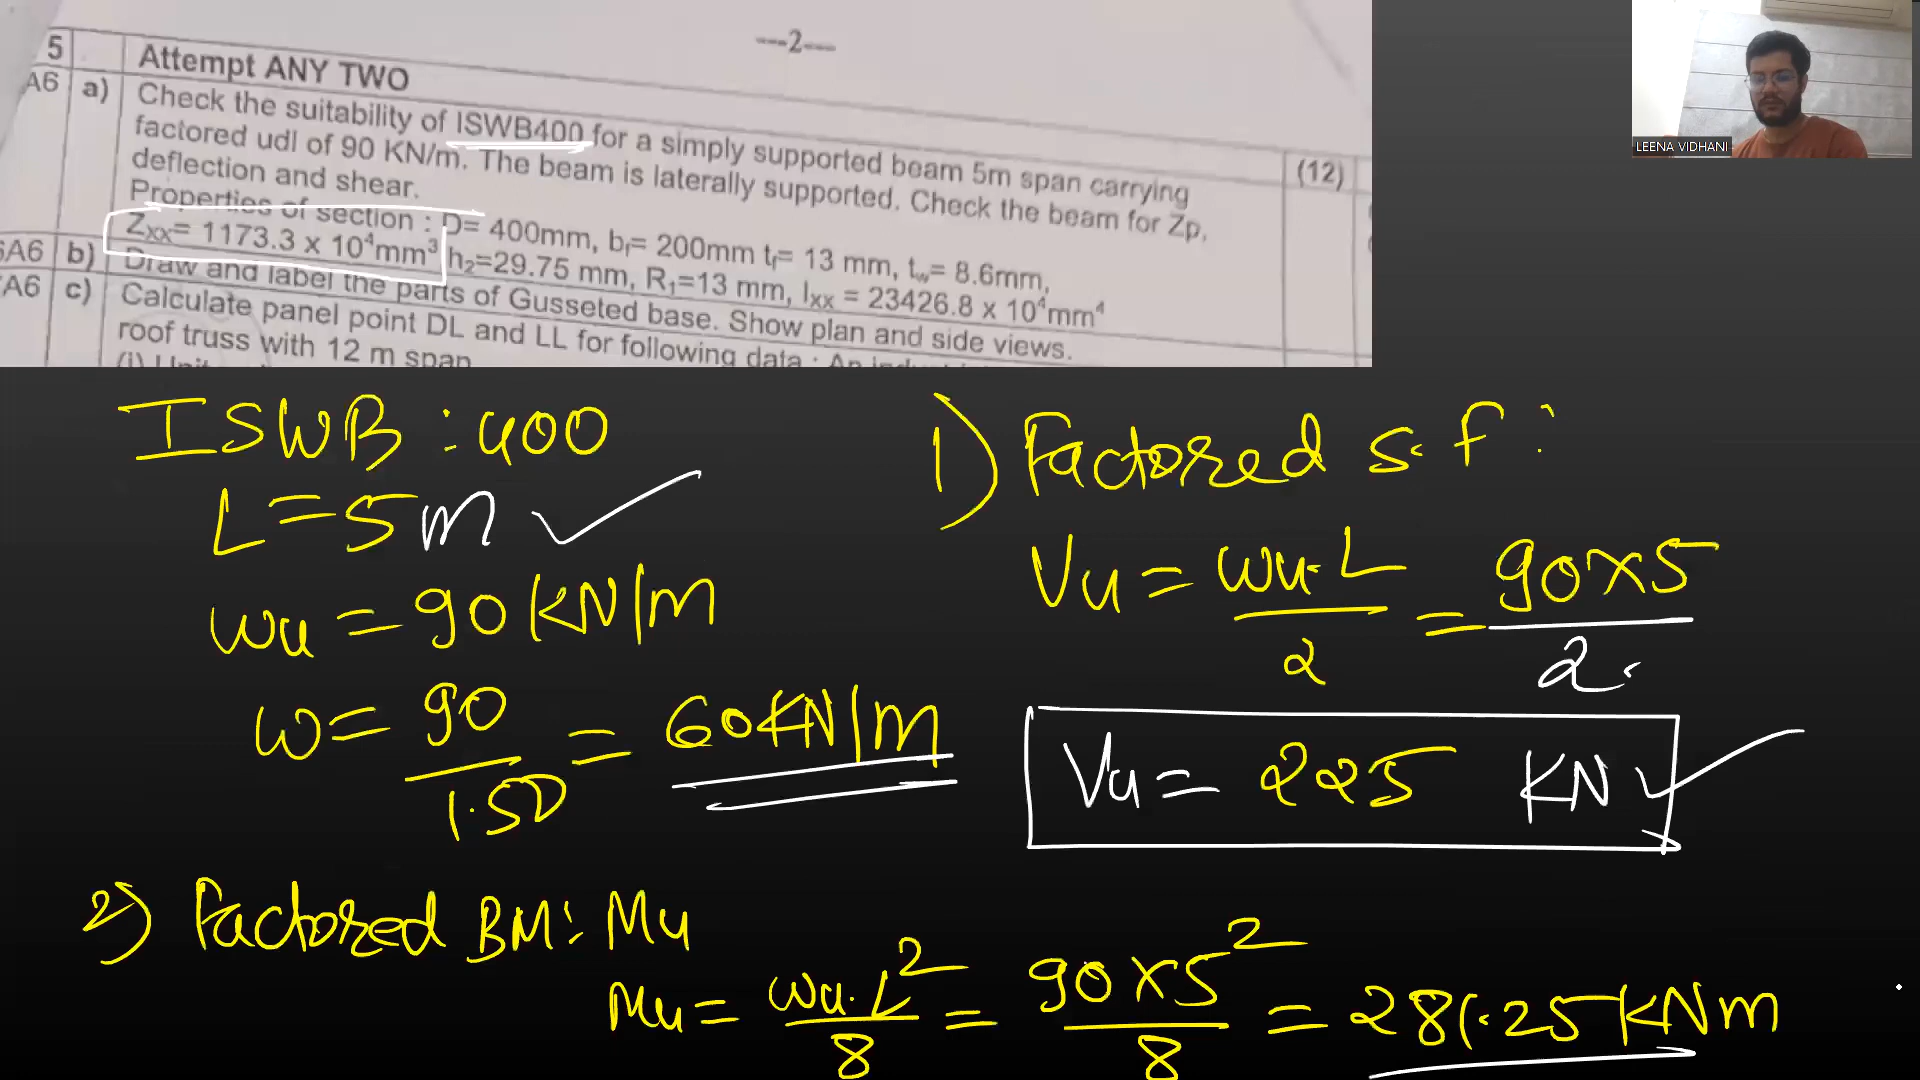 ---2---
5 Attempt ANY TWO
A6 a) Check the suitability of ISWB400 for a simply supported beam 5m span carrying (12)
factored udl of 90 KN/m. The beam is laterally supported. Check the beam for Zp,
deflection and shear.
Properties of section : D= 400mm, bf= 200mm tf= 13 mm, tw= 8.6mm,
Zxx= 1173.3 x 10⁴mm³ h₂=29.75 mm, R₁=13 mm, Ixx = 23426.8 x 10⁴mm⁴
A6 b) Draw and label the parts of Gusseted base. Show plan and side views.
A6 c) Calculate panel point DL and LL for following data : An
roof truss with 12 m span
(i) Unit
LEENA VIDHANI
ISWB : 400
L = 5m
wu = 90 KN/m
w = 90/1.50 = 60KN/m
1) Factored S.F :
Vu = wu.L/2 = 90×5/2.
Vu = 225 KN
2) Factored BM : Mu
Mu = wu.L²/8 = 90×5²/8 = 281.25 KNm